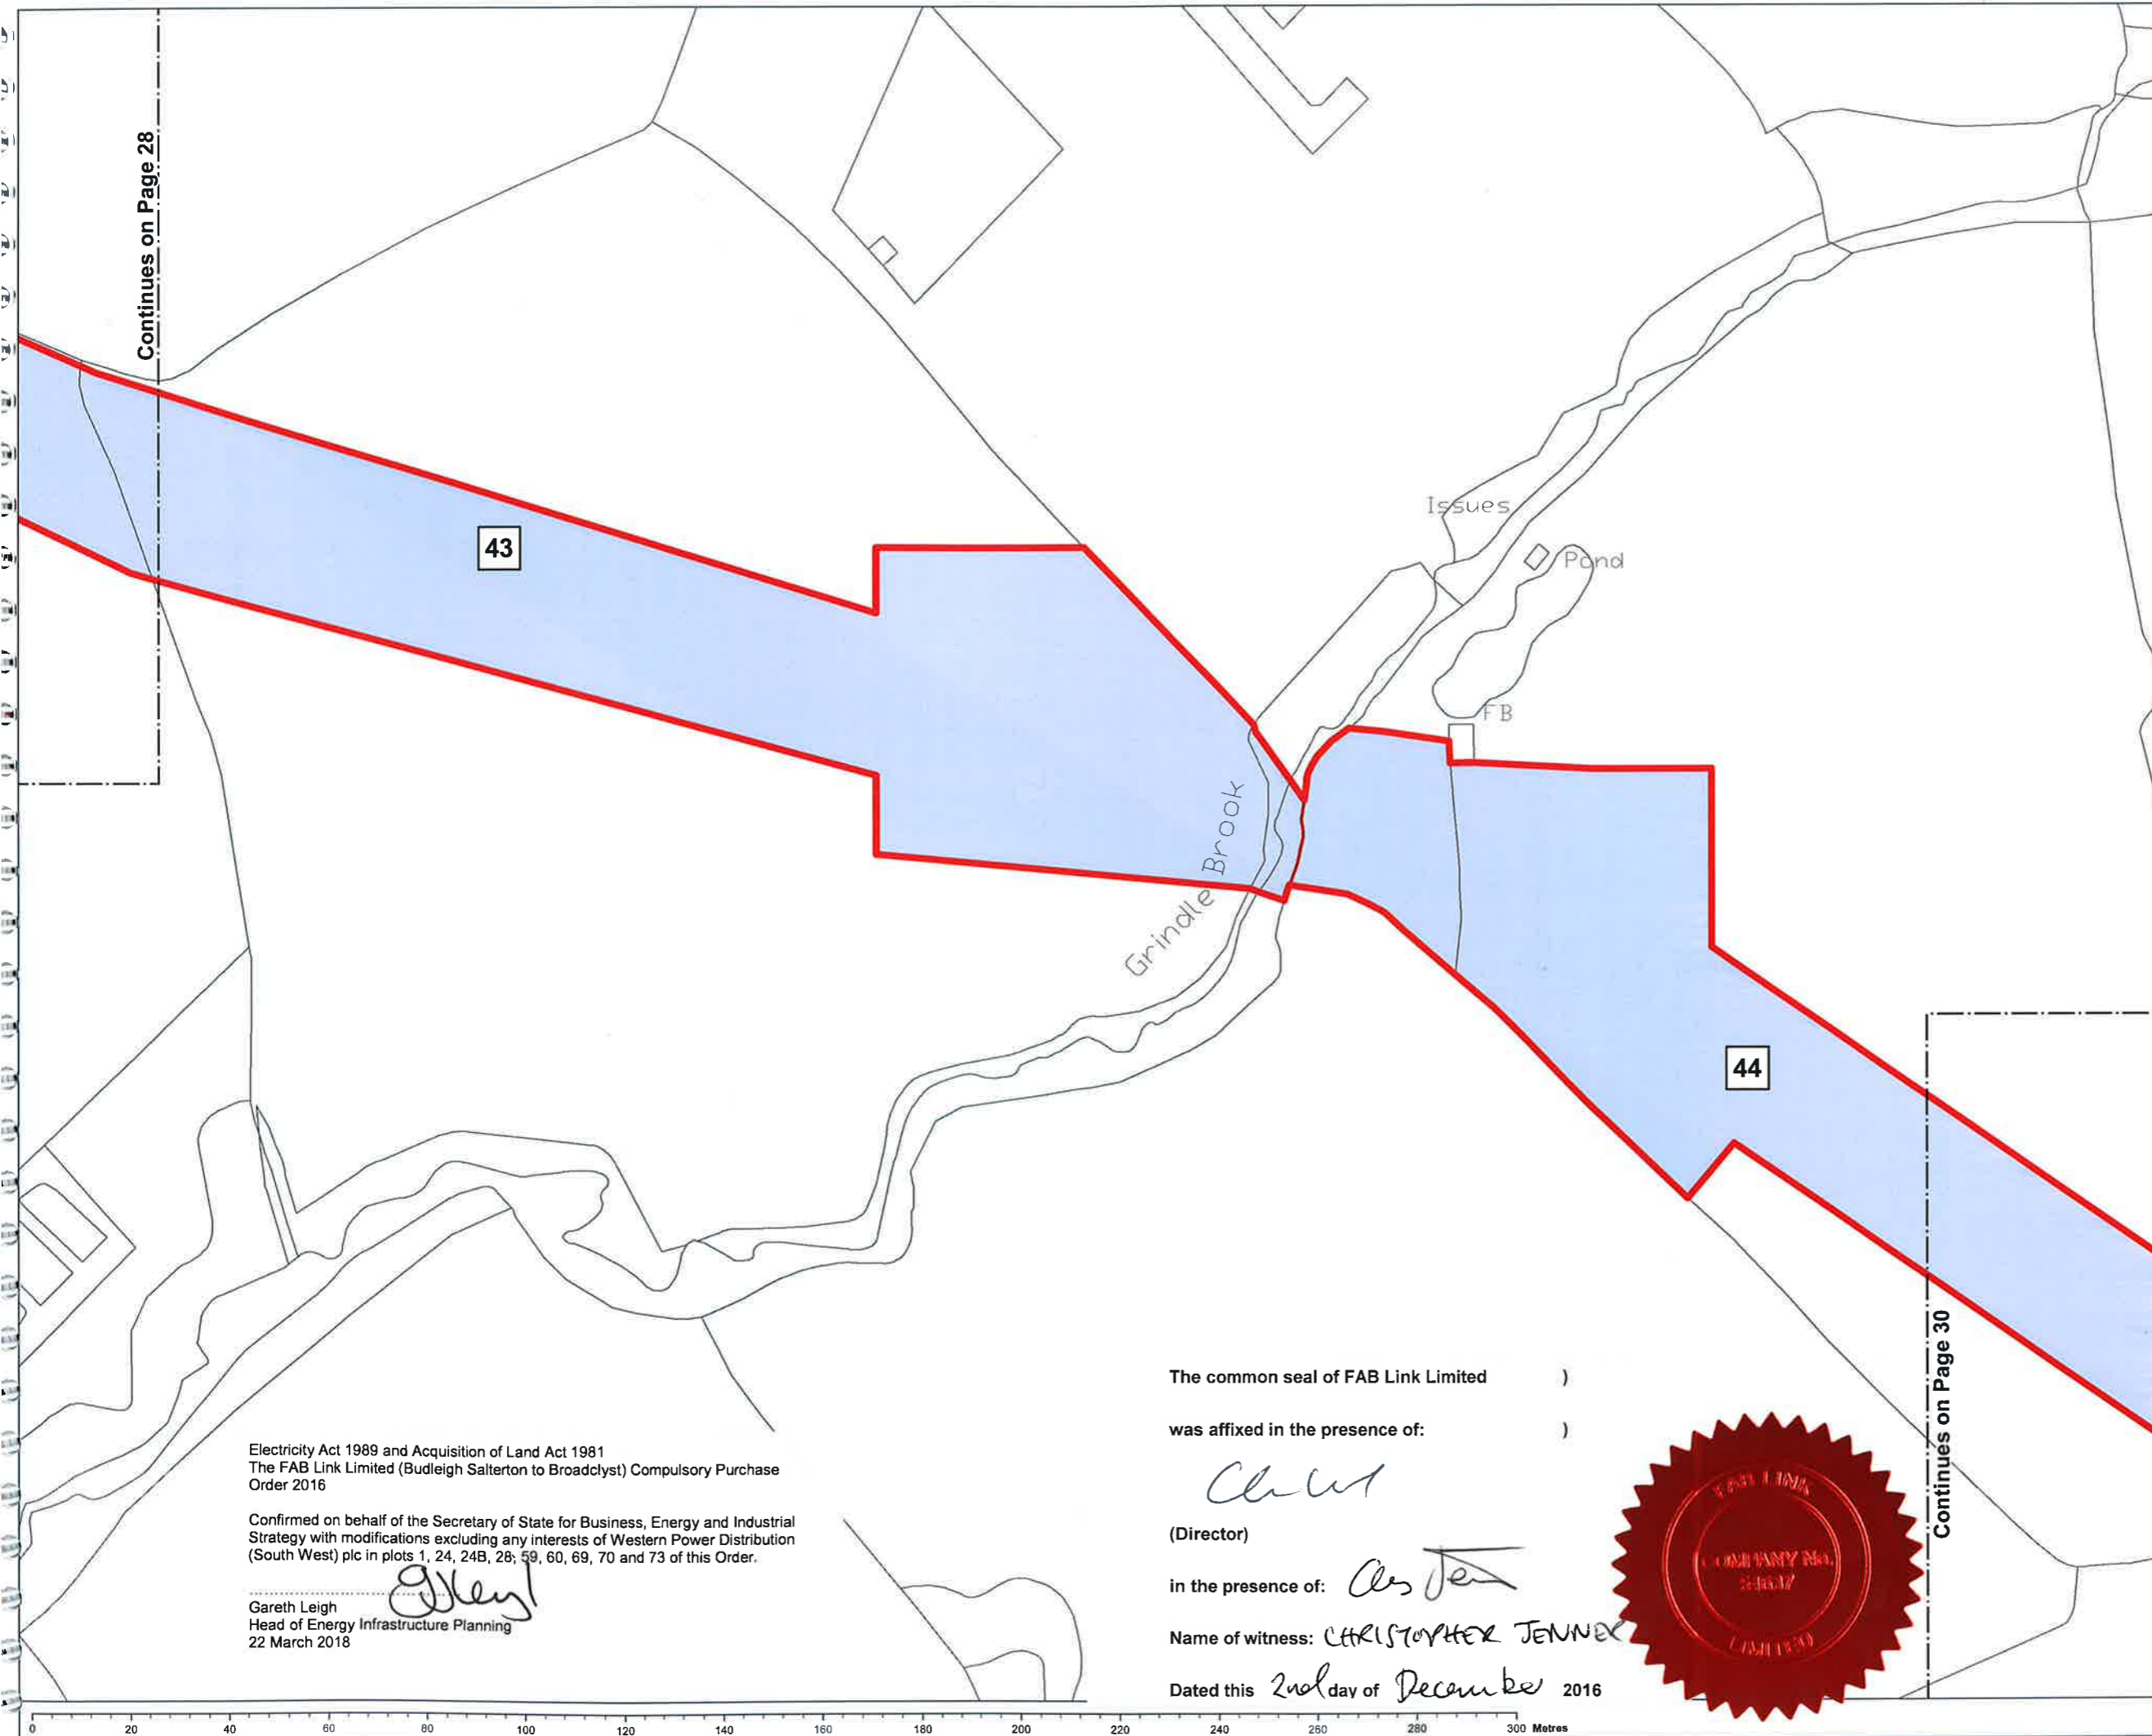 Continues on Page 28
43
Issues
Pond
FB
Grindle Brook
44
Continues on Page 30
Electricity Act 1989 and Acquisition of Land Act 1981
The FAB Link Limited (Budleigh Salterton to Broadclyst) Compulsory Purchase
Order 2016
Confirmed on behalf of the Secretary of State for Business, Energy and Industrial
Strategy with modifications excluding any interests of Western Power Distribution
(South West) plc in plots 1, 24, 24B, 28, 59, 60, 69, 70 and 73 of this Order.
Gareth Leigh
Head of Energy Infrastructure Planning
22 March 2018
The common seal of FAB Link Limited )
was affixed in the presence of: )
(Director)
in the presence of:
Name of witness: CHRISTOPHER JENNER
Dated this 2nd day of December 2016
FAB LINK
COMPANY No.
LIMITED
0 20 40 60 80 100 120 140 160 180 200 220 240 260 280 300 Metres